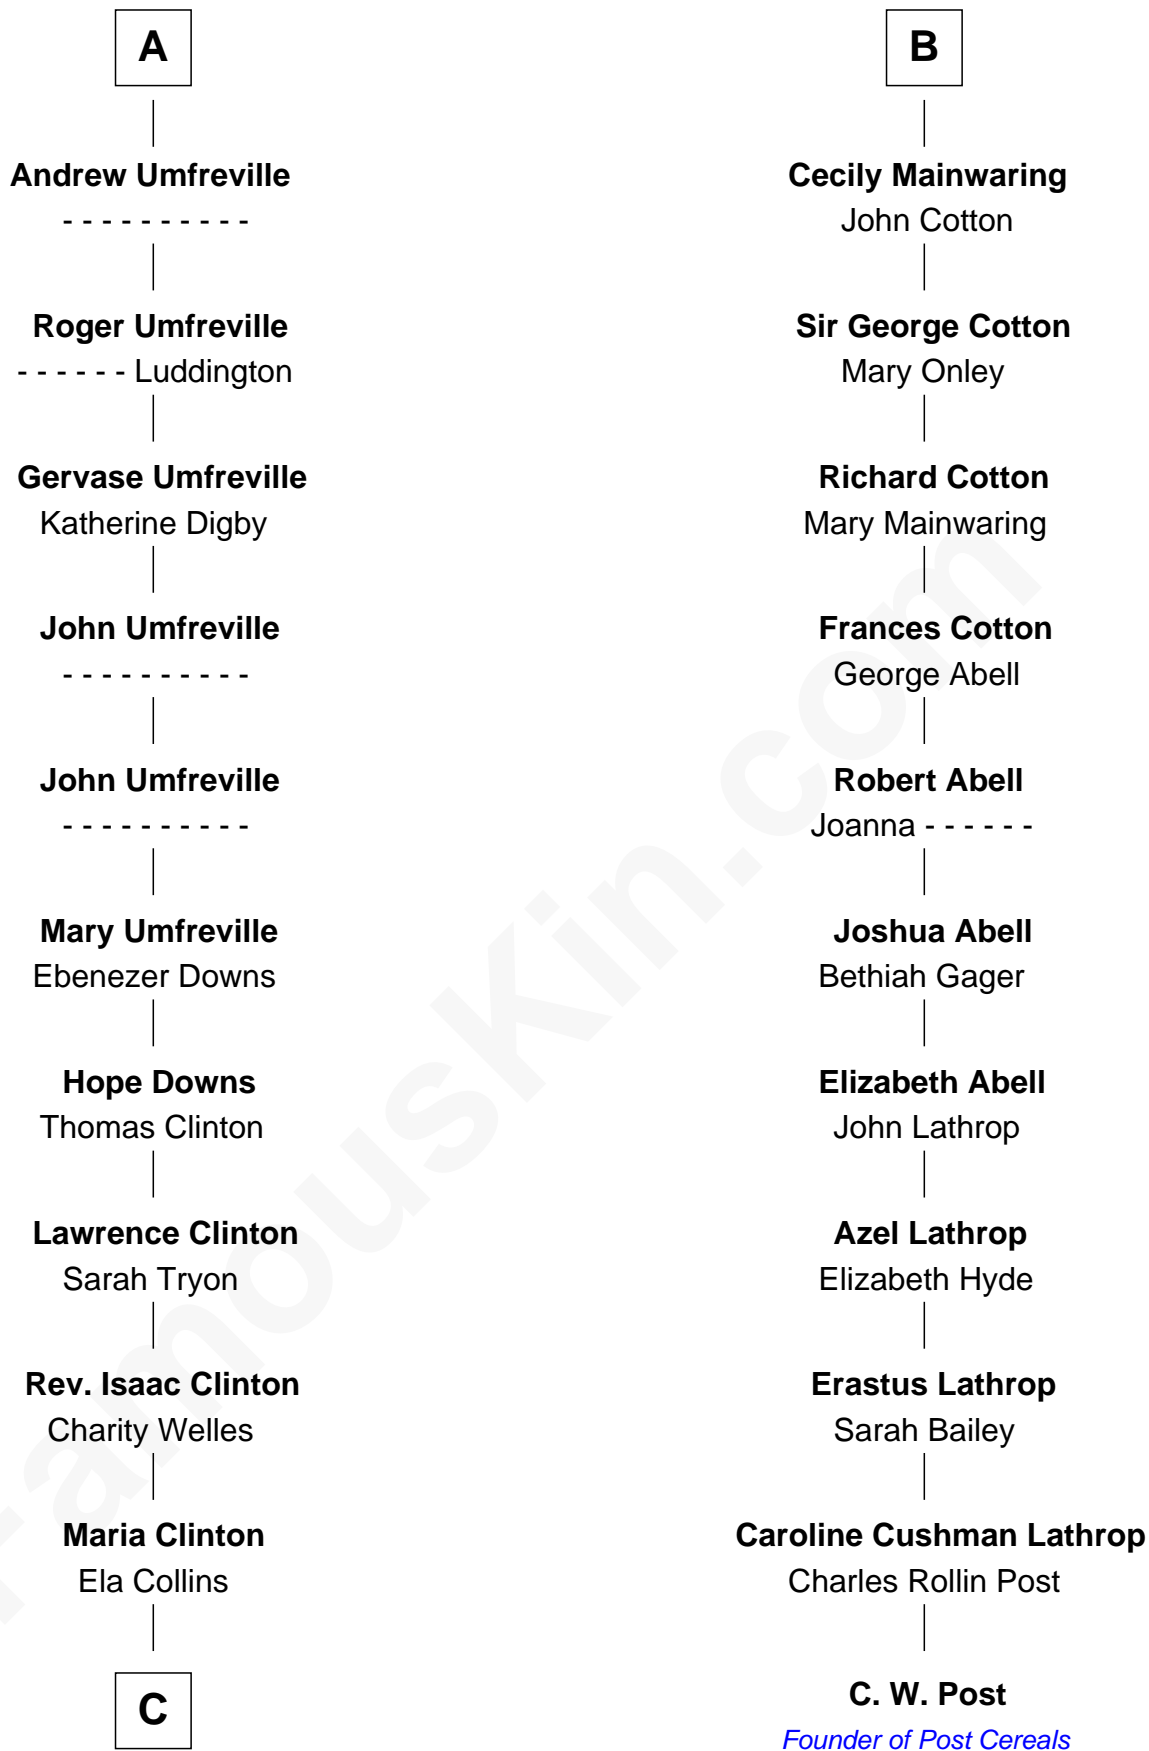 A
Andrew Umfreville
- - - - - - - - - -
Roger Umfreville
- - - - - - Luddington
Gervase Umfreville
Katherine Digby
John Umfreville
- - - - - - - - - -
John Umfreville
- - - - - - - - - -
Mary Umfreville
Ebenezer Downs
Hope Downs
Thomas Clinton
Lawrence Clinton
Sarah Tryon
Rev. Isaac Clinton
Charity Welles
Maria Clinton
Ela Collins
C
B
Cecily Mainwaring
John Cotton
Sir George Cotton
Mary Onley
Richard Cotton
Mary Mainwaring
Frances Cotton
George Abell
Robert Abell
Joanna - - - - - -
Joshua Abell
Bethiah Gager
Elizabeth Abell
John Lathrop
Azel Lathrop
Elizabeth Hyde
Erastus Lathrop
Sarah Bailey
Caroline Cushman Lathrop
Charles Rollin Post
C. W. Post
Founder of Post Cereals
FamousKin.com